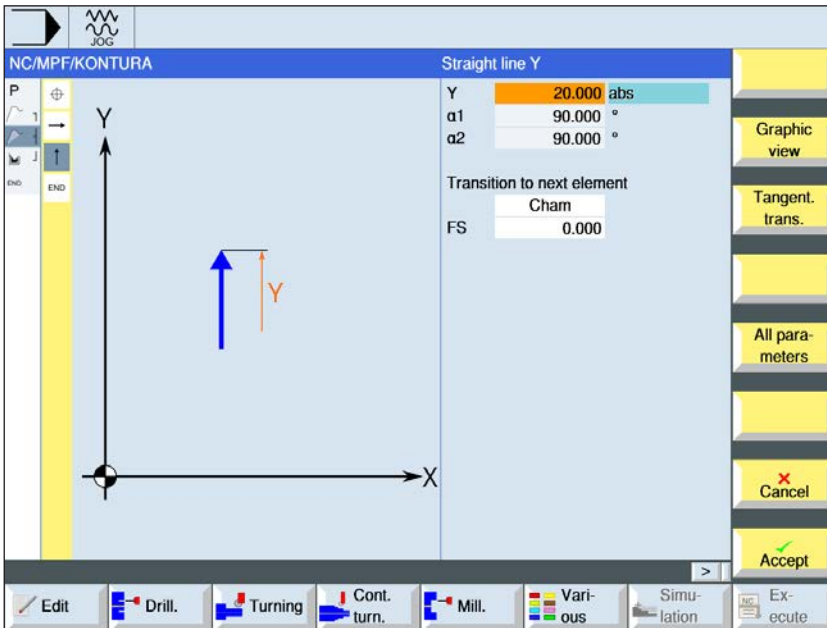 JOG
NC/MPF/KONTURA
Straight line Y
P
END
END
Y
X
Y
Y 20.000 abs
α1 90.000 °
α2 90.000 °
Transition to next element
Cham
FS 0.000
Graphic
view
Tangent.
trans.
All para-
meters
Cancel
Accept
>
Edit
Drill.
Turning
Cont.
turn.
Mill.
Vari-
ous
Simu-
lation
NC
Ex-
ecute